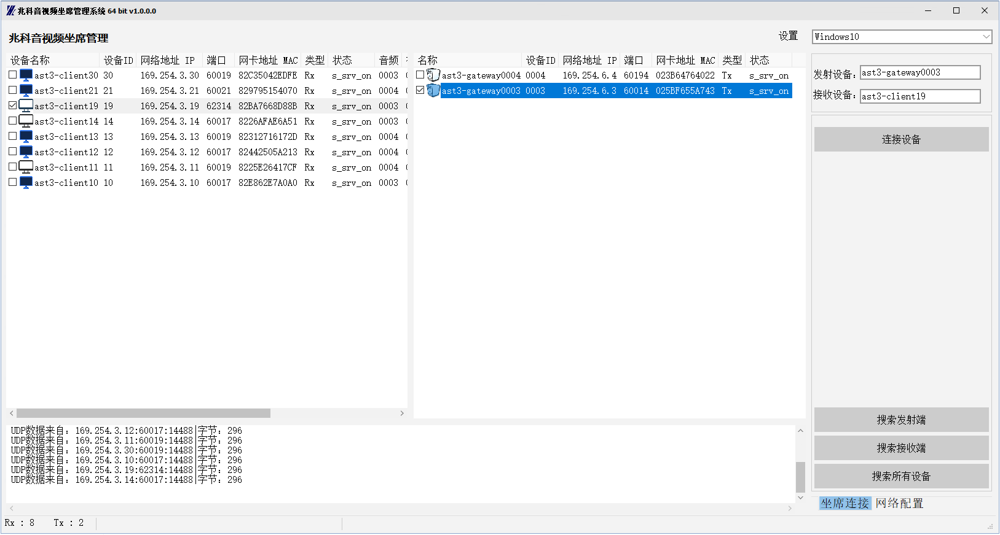 兆科音视频坐席管理系统 64 bit v1.0.0.0
兆科音视频坐席管理
设置
Windows10
设备名称 设备ID 网络地址 IP 端口 网卡地址 MAC 类型 状态 音频
ast3-client30 30 169.254.3.30 60019 82C35042EDFE Rx s_srv_on 0003
ast3-client21 21 169.254.3.21 60021 829795154070 Rx s_srv_on 0004
ast3-client19 19 169.254.3.19 62314 82BA7668D88B Rx s_srv_on 0003
ast3-client14 14 169.254.3.14 60017 8226AFAE6A51 Rx s_srv_on 0003
ast3-client13 13 169.254.3.13 60019 82312716172D Rx s_srv_on 0004
ast3-client12 12 169.254.3.12 60017 82442505A213 Rx s_srv_on 0004
ast3-client11 11 169.254.3.11 60019 8225E26417CF Rx s_srv_on 0004
ast3-client10 10 169.254.3.10 60017 82E862E7A0A0 Rx s_srv_on 0003
名称 设备ID 网络地址 IP 端口 网卡地址 MAC 类型 状态
ast3-gateway0004 0004 169.254.6.4 60194 023B64764022 Tx s_srv_on
ast3-gateway0003 0003 169.254.6.3 60014 025BF655A743 Tx s_srv_on
发射设备: ast3-gateway0003
接收设备: ast3-client19
连接设备
搜索发射端
搜索接收端
搜索所有设备
坐席连接 网络配置
UDP数据来自: 169.254.3.12:60017:14488|字节: 296
UDP数据来自: 169.254.3.11:60019:14488|字节: 296
UDP数据来自: 169.254.3.30:60019:14488|字节: 296
UDP数据来自: 169.254.3.10:60017:14488|字节: 296
UDP数据来自: 169.254.3.19:62314:14488|字节: 296
UDP数据来自: 169.254.3.14:60017:14488|字节: 296
Rx : 8 Tx : 2